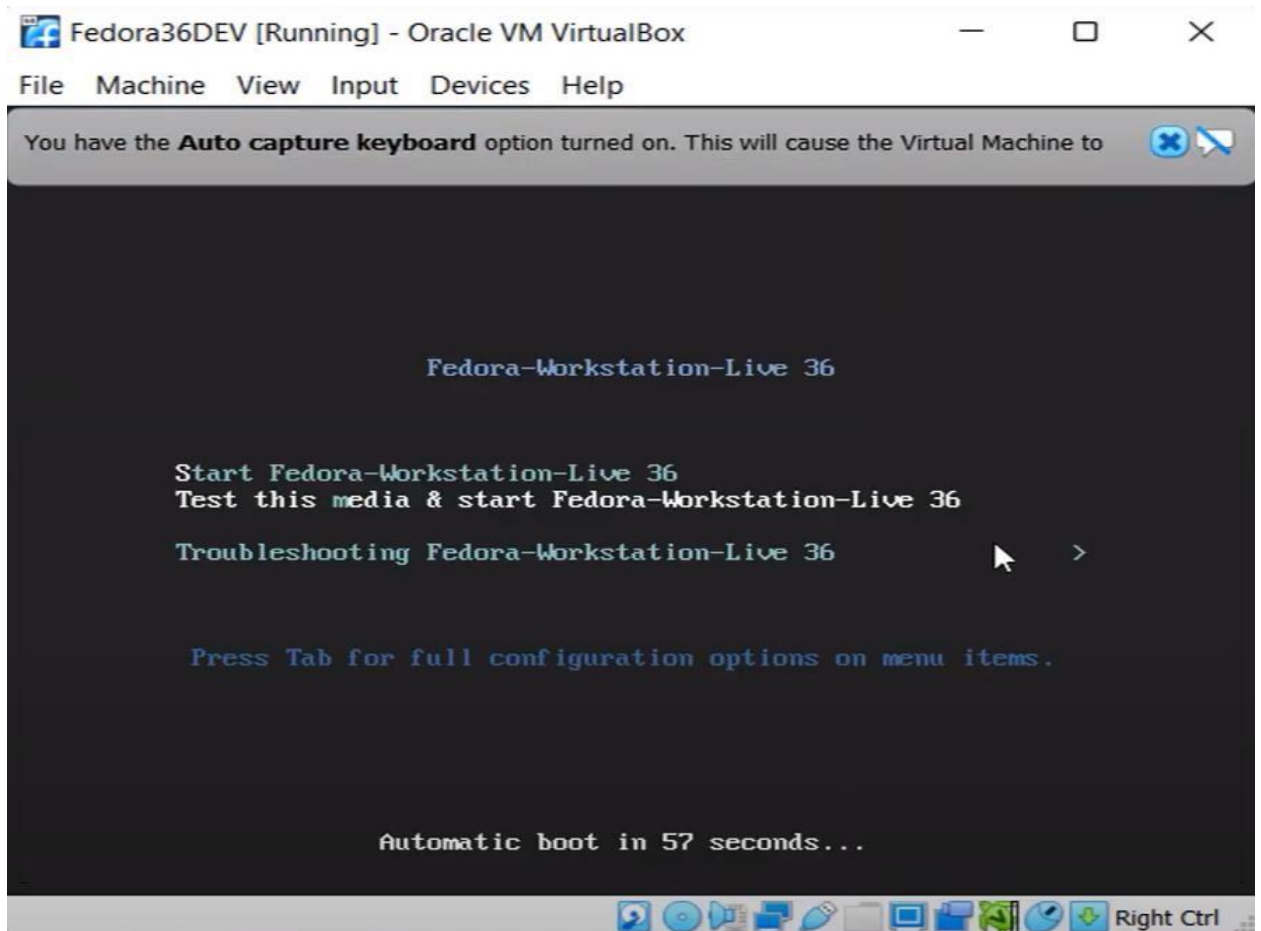 Fedora36DEV [Running] - Oracle VM VirtualBox
File Machine View Input Devices Help
You have the Auto capture keyboard option turned on. This will cause the Virtual Machine to
Fedora-Workstation-Live 36
Start Fedora-Workstation-Live 36
Test this media & start Fedora-Workstation-Live 36
Troubleshooting Fedora-Workstation-Live 36 >
Press Tab for full configuration options on menu items.
Automatic boot in 57 seconds...
Right Ctrl